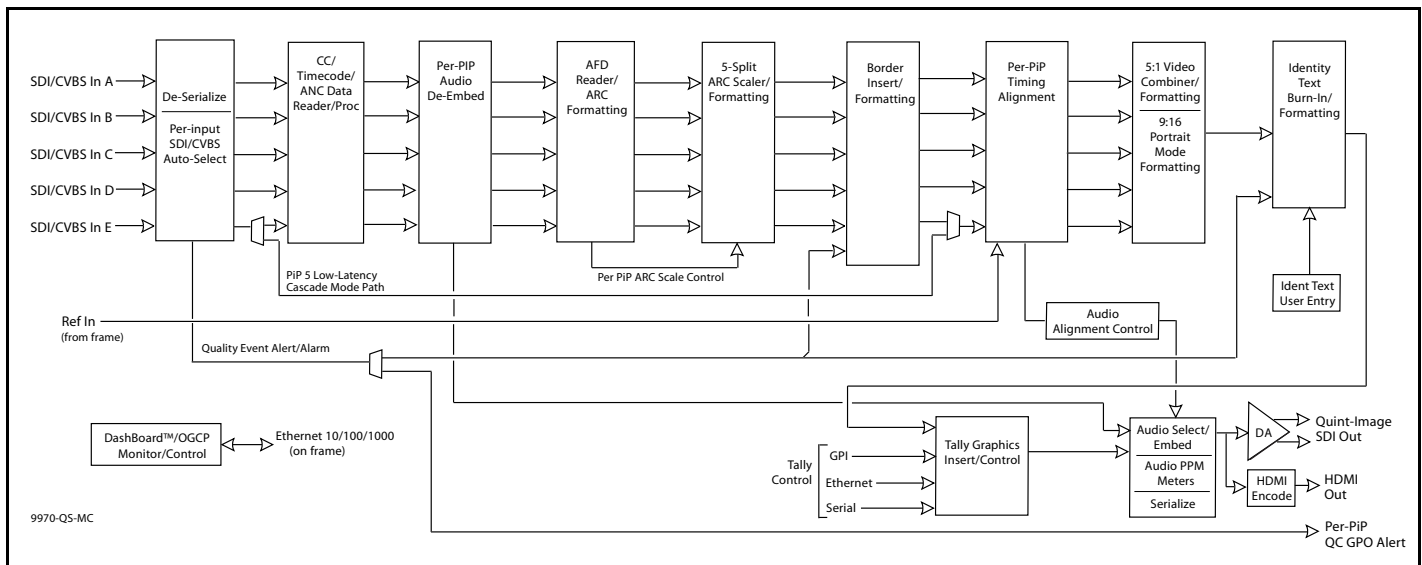 SDI/CVBS In A
SDI/CVBS In B
SDI/CVBS In C
SDI/CVBS In D
SDI/CVBS In E
De-Serialize
Per-input
SDI/CVBS
Auto-Select
CC/
Timecode/
ANC Data
Reader/Proc
Per-PIP
Audio
De-Embed
AFD
Reader/
ARC
Formatting
5-Split
ARC Scaler/
Formatting
Border
Insert/
Formatting
Per-PiP
Timing
Alignment
5:1 Video
Combiner/
Formatting
9:16
Portrait
Mode
Formatting
Identity
Text
Burn-In/
Formatting
PiP 5 Low-Latency
Cascade Mode Path
Per PiP ARC Scale Control
Ident Text
User Entry
Ref In
(from frame)
Audio
Alignment Control
Quality Event Alert/Alarm
DashBoard™/OGCP
Monitor/Control
Ethernet 10/100/1000
(on frame)
Tally
Control
GPI
Ethernet
Serial
Tally Graphics
Insert/Control
Audio Select/
Embed
Audio PPM
Meters
Serialize
DA
Quint-Image
SDI Out
HDMI
Encode
HDMI
Out
9970-QS-MC
Per-PiP
QC GPO Alert